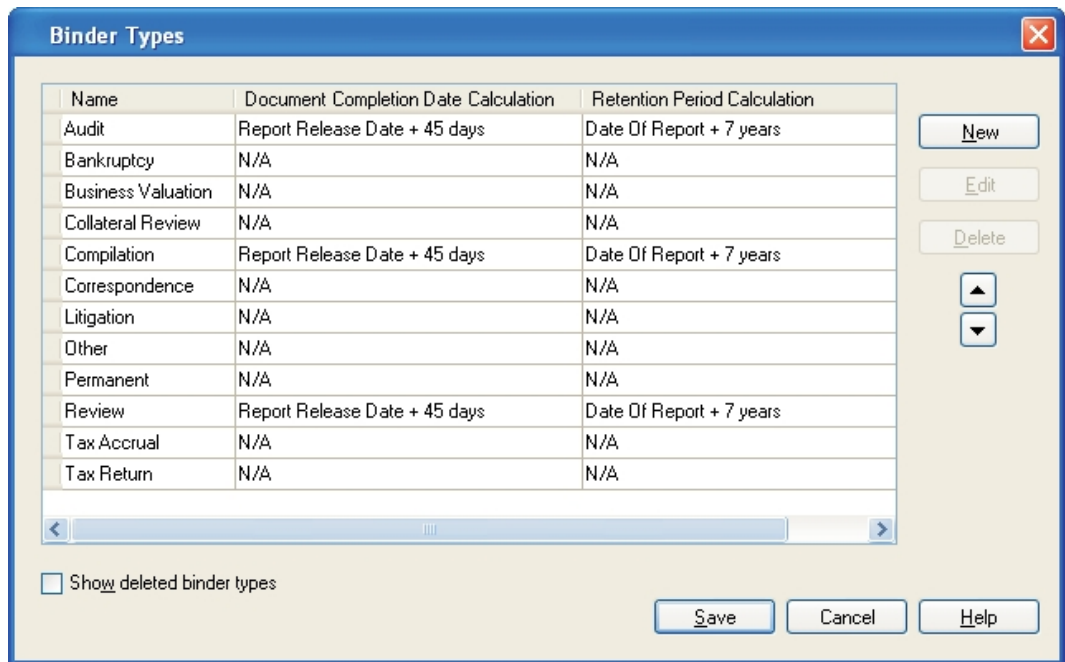 Binder Types
Name Document Completion Date Calculation Retention Period Calculation
Audit Report Release Date + 45 days Date Of Report + 7 years
Bankruptcy N/A N/A
Business Valuation N/A N/A
Collateral Review N/A N/A
Compilation Report Release Date + 45 days Date Of Report + 7 years
Correspondence N/A N/A
Litigation N/A N/A
Other N/A N/A
Permanent N/A N/A
Review Report Release Date + 45 days Date Of Report + 7 years
Tax Accrual N/A N/A
Tax Return N/A N/A
New
Edit
Delete
Show deleted binder types
Save Cancel Help